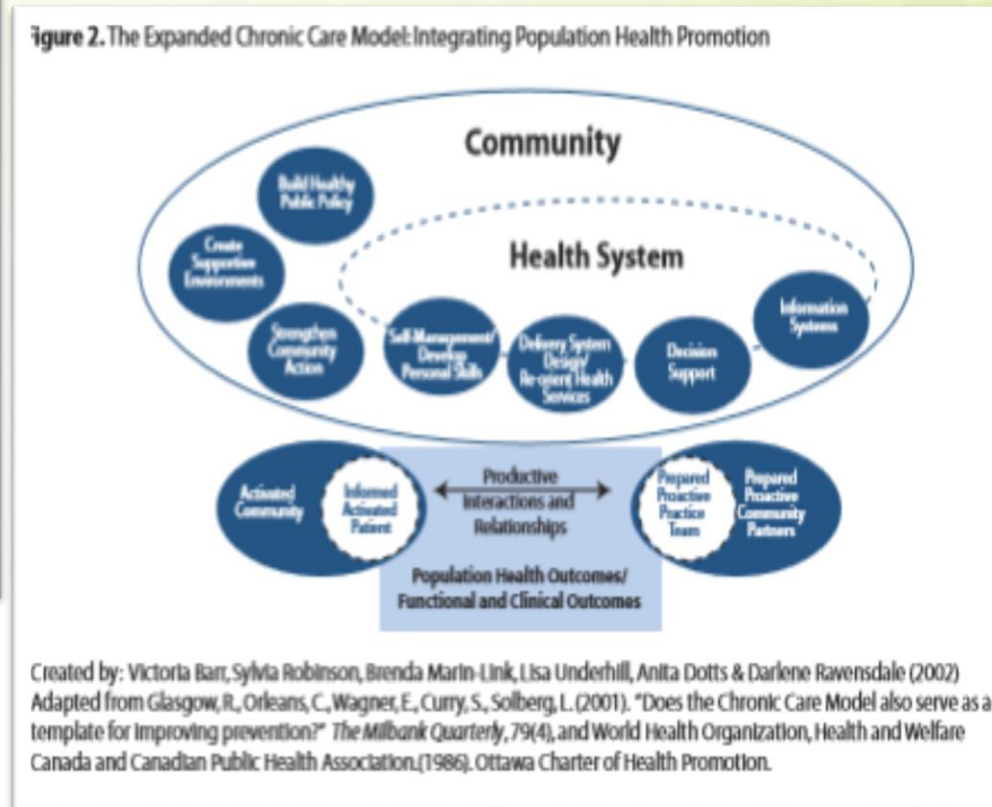 igure 2. The Expanded Chronic Care Model: Integrating Population Health Promotion
Community
Build Healthy
Public Policy
Health System
Create
Supportive
Environments
Information
Systems
Strengthen
Community
Action
Self-Management/
Develop
Personal Skills
Delivery System
Design/
Re-orient Health
Services
Decision
Support
Activated
Community
Informed
Activated
Patient
Productive
Interactions and
Relationships
Prepared
Proactive
Practice
Team
Prepared
Proactive
Community
Partners
Population Health Outcomes/
Functional and Clinical Outcomes
Created by: Victoria Barr, Sylvia Robinson, Brenda Marin-Link, Lisa Underhill, Anita Dotts & Darlene Ravensdale (2002)
Adapted from Glasgow, R., Orleans, C., Wagner, E., Curry, S., Solberg, L. (2001). "Does the Chronic Care Model also serve as a
template for improving prevention?" The Milbank Quarterly, 79(4), and World Health Organization, Health and Welfare
Canada and Canadian Public Health Association. (1986). Ottawa Charter of Health Promotion.